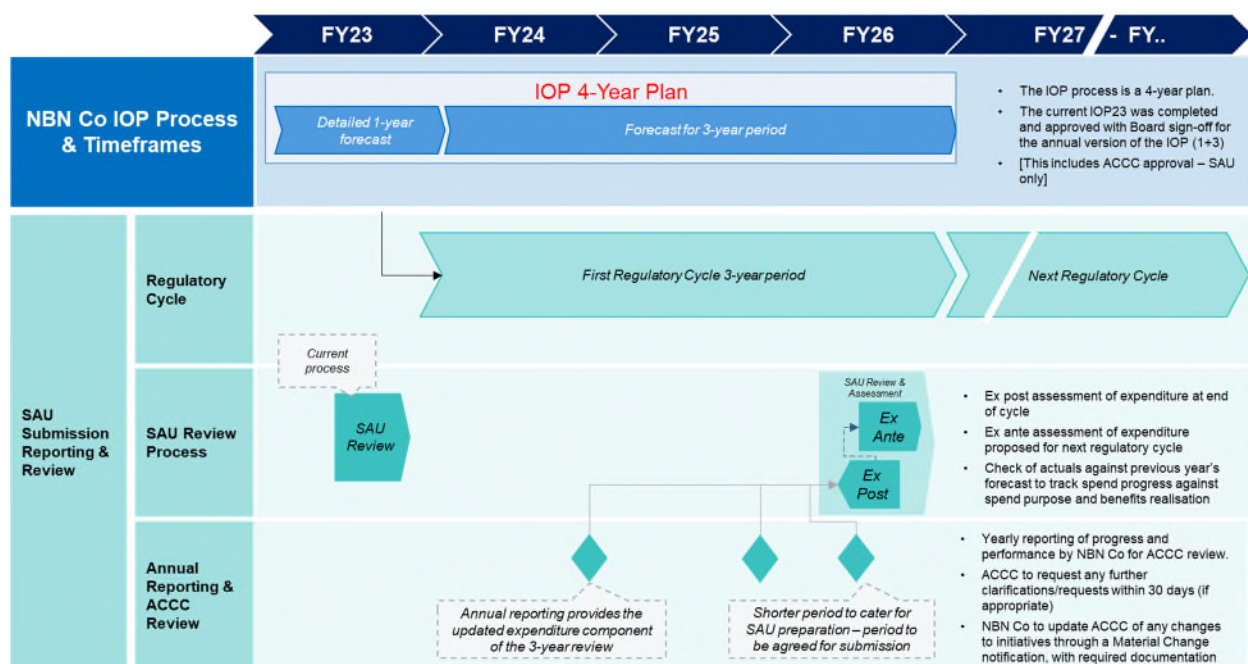 FY23
FY24
FY25
FY26
FY27
- FY..
NBN Co IOP Process
& Timeframes
IOP 4-Year Plan
Detailed 1-year
forecast
Forecast for 3-year period
• The IOP process is a 4-year plan.
• The current IOP23 was completed
and approved with Board sign-off for
the annual version of the IOP (1+3)
• [This includes ACCC approval – SAU
only]
SAU
Submission
Reporting &
Review
Regulatory
Cycle
First Regulatory Cycle 3-year period
Next Regulatory Cycle
Current
process
SAU Review
Process
SAU
Review
SAU Review &
Assessment
Ex
Ante
Ex
Post
• Ex post assessment of expenditure at end
of cycle
• Ex ante assessment of expenditure
proposed for next regulatory cycle
• Check of actuals against previous year's
forecast to track spend progress against
spend purpose and benefits realisation
Annual
Reporting &
ACCC
Review
Annual reporting provides the
updated expenditure component
of the 3-year review
Shorter period to cater for
SAU preparation – period to
be agreed for submission
• Yearly reporting of progress and
performance by NBN Co for ACCC review.
• ACCC to request any further
clarifications/requests within 30 days (if
appropriate)
• NBN Co to update ACCC of any changes
to initiatives through a Material Change
notification, with required documentation